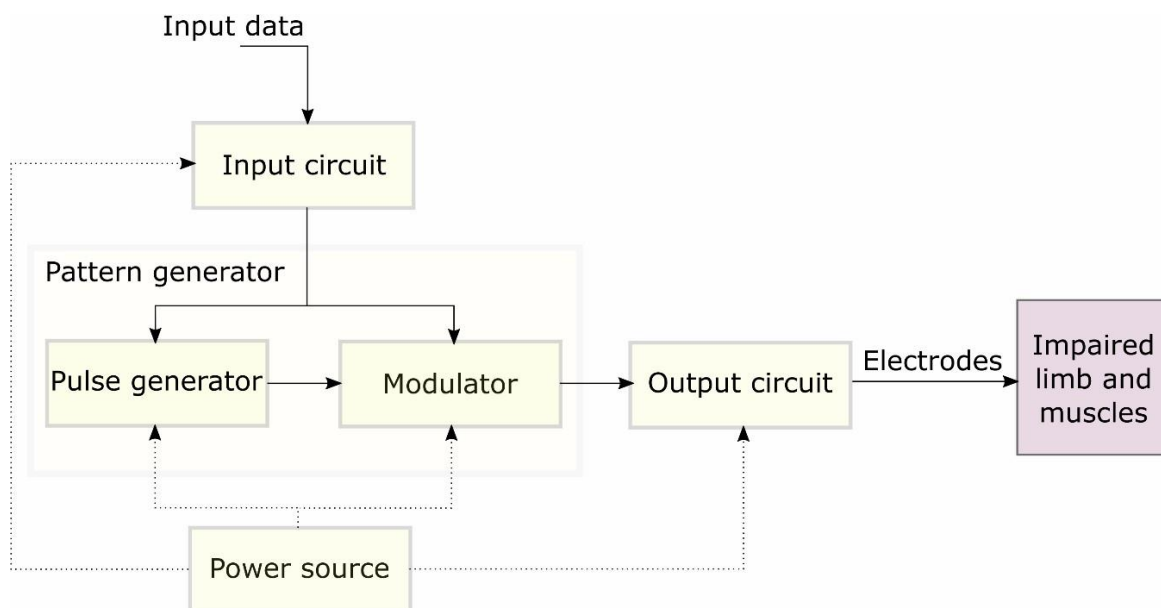 Input data
Input circuit
Pattern generator
Pulse generator
Modulator
Output circuit
Electrodes
Impaired
limb and
muscles
Power source